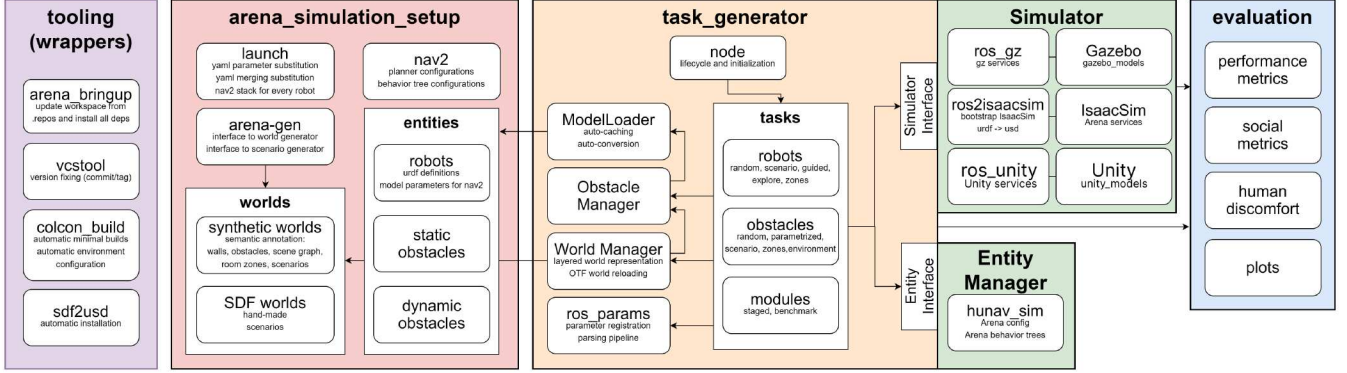 tooling
(wrappers)
arena_bringup
update workspace from
.repos and install all deps
vcstool
version fixing (commit/tag)
colcon_build
automatic minimal builds
automatic environment
configuration
sdf2usd
automatic installation
arena_simulation_setup
launch
yaml parameter substitution
yaml merging substitution
nav2 stack for every robot
nav2
planner configurations
behavior tree configurations
arena-gen
interface to world generator
interface to scenario generator
worlds
synthetic worlds
semantic annotation:
walls, obstacles, scene graph,
room zones, scenarios
SDF worlds
hand-made
scenarios
entities
robots
urdf definitions
model parameters for nav2
static
obstacles
dynamic
obstacles
task_generator
node
lifecycle and initialization
ModelLoader
auto-caching
auto-conversion
Obstacle
Manager
World Manager
layered world representation
OTF world reloading
ros_params
parameter registration
parsing pipeline
tasks
robots
random, scenario, guided,
explore, zones
obstacles
random, parametrized,
scenario, zones,environment
modules
staged, benchmark
Simulator
Interface
Entity
Interface
Simulator
ros_gz
gz services
Gazebo
gazebo_models
ros2isaacsim
bootstrap IsaacSim
urdf -> usd
IsaacSim
Arena services
ros_unity
Unity services
Unity
unity_models
Entity
Manager
hunav_sim
Arena config
Arena behavior trees
evaluation
performance
metrics
social
metrics
human
discomfort
plots